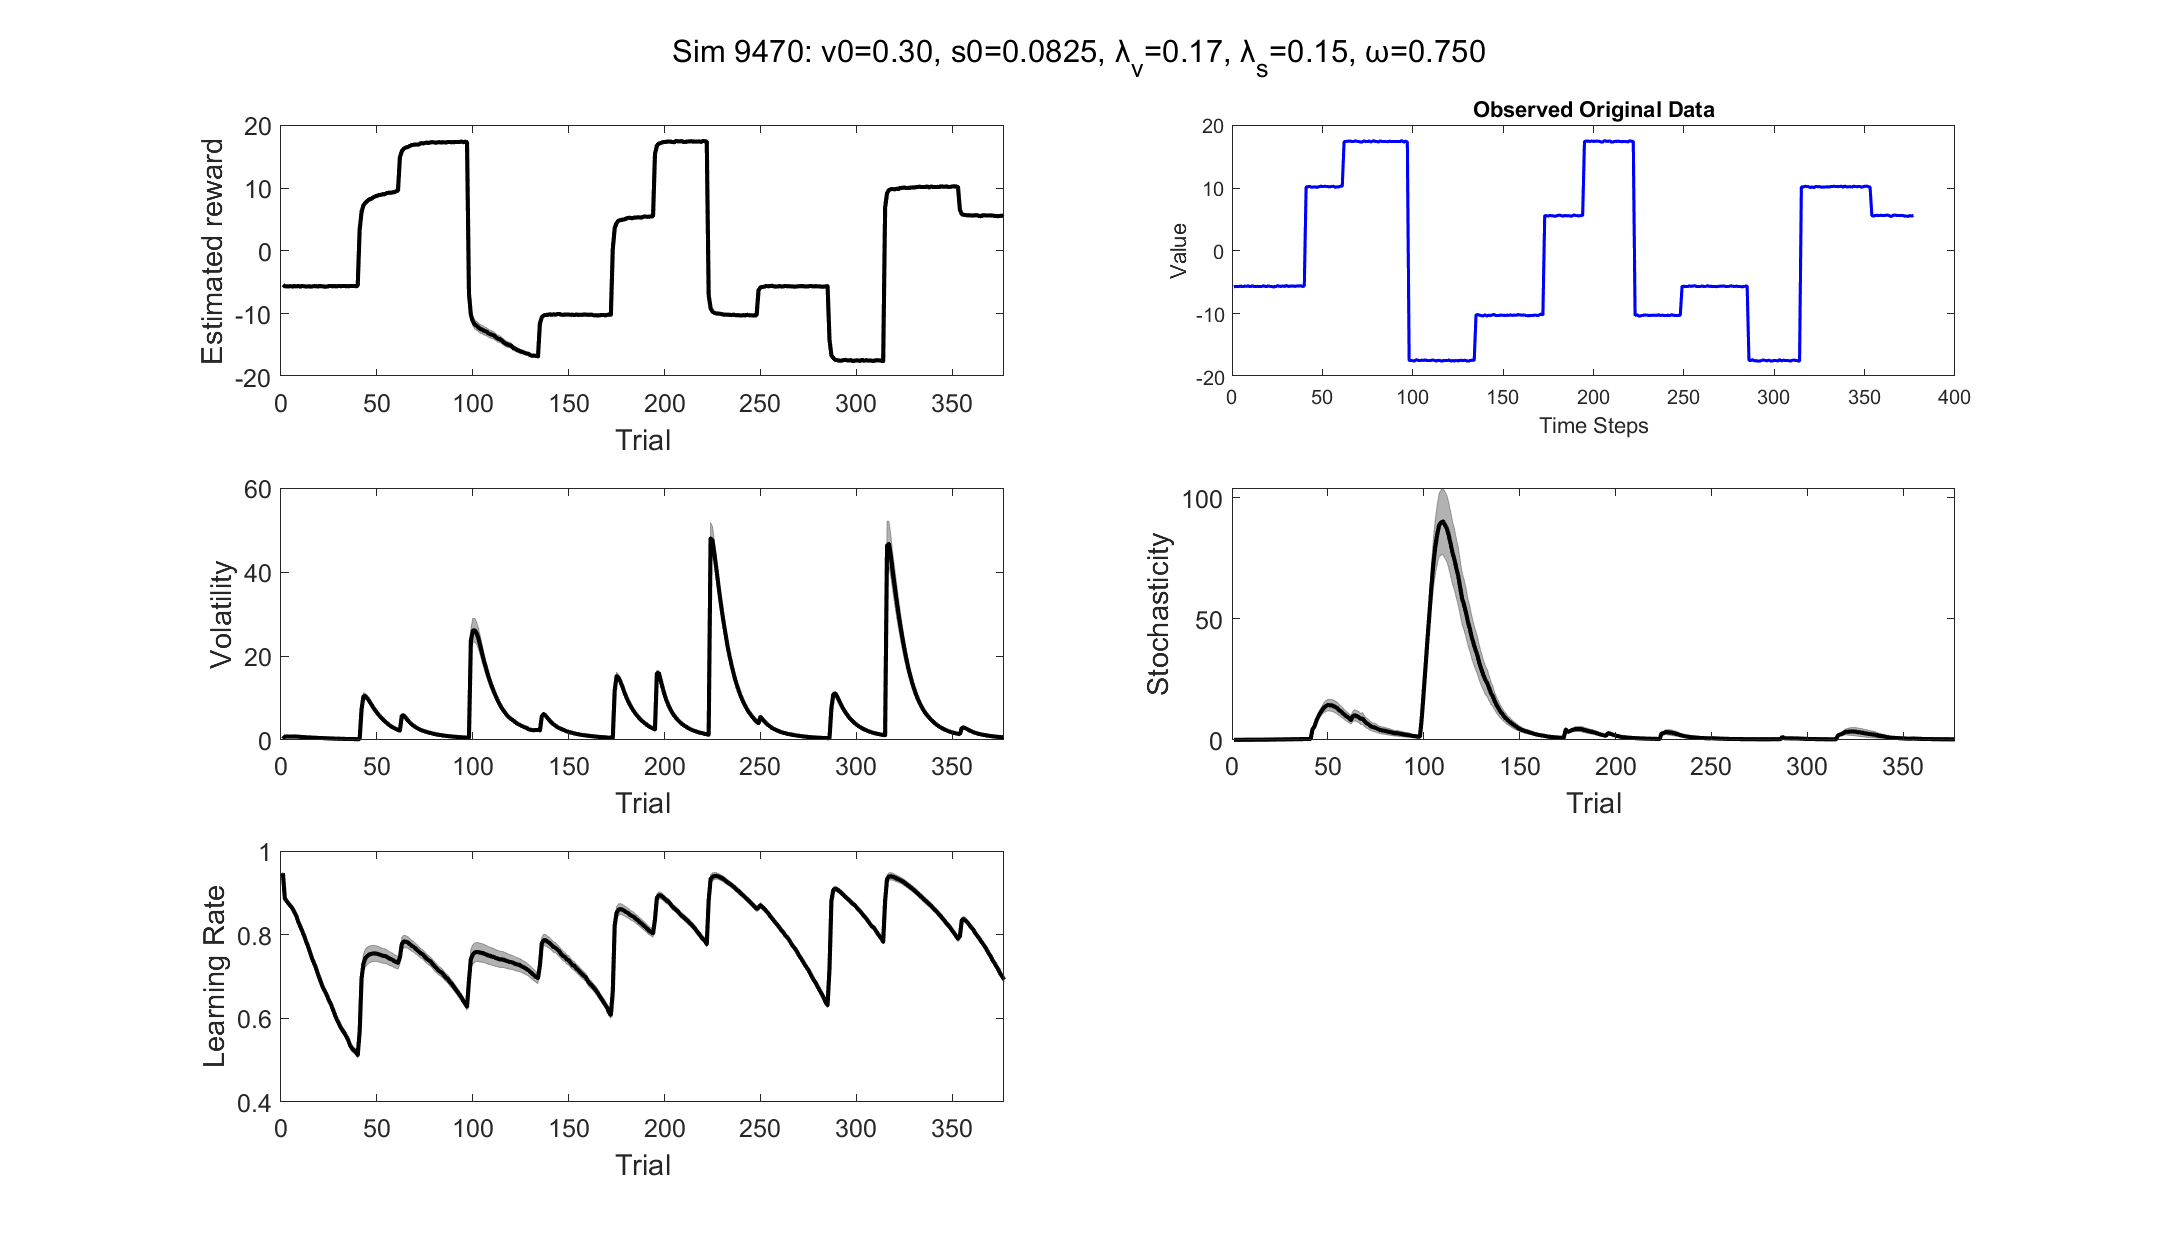 Sim 9470: v0=0.30, s0=0.0825, λ_v=0.17, λ_s=0.15, ω=0.750
Estimated reward
20
10
0
-10
-20
0 50 100 150 200 250 300 350
Trial
Observed Original Data
Value
20
10
0
-10
-20
0 50 100 150 200 250 300 350 400
Time Steps
Volatility
60
40
20
0
0 50 100 150 200 250 300 350
Trial
Stochasticity
100
50
0
0 50 100 150 200 250 300 350
Trial
Learning Rate
1
0.8
0.6
0.4
0 50 100 150 200 250 300 350
Trial